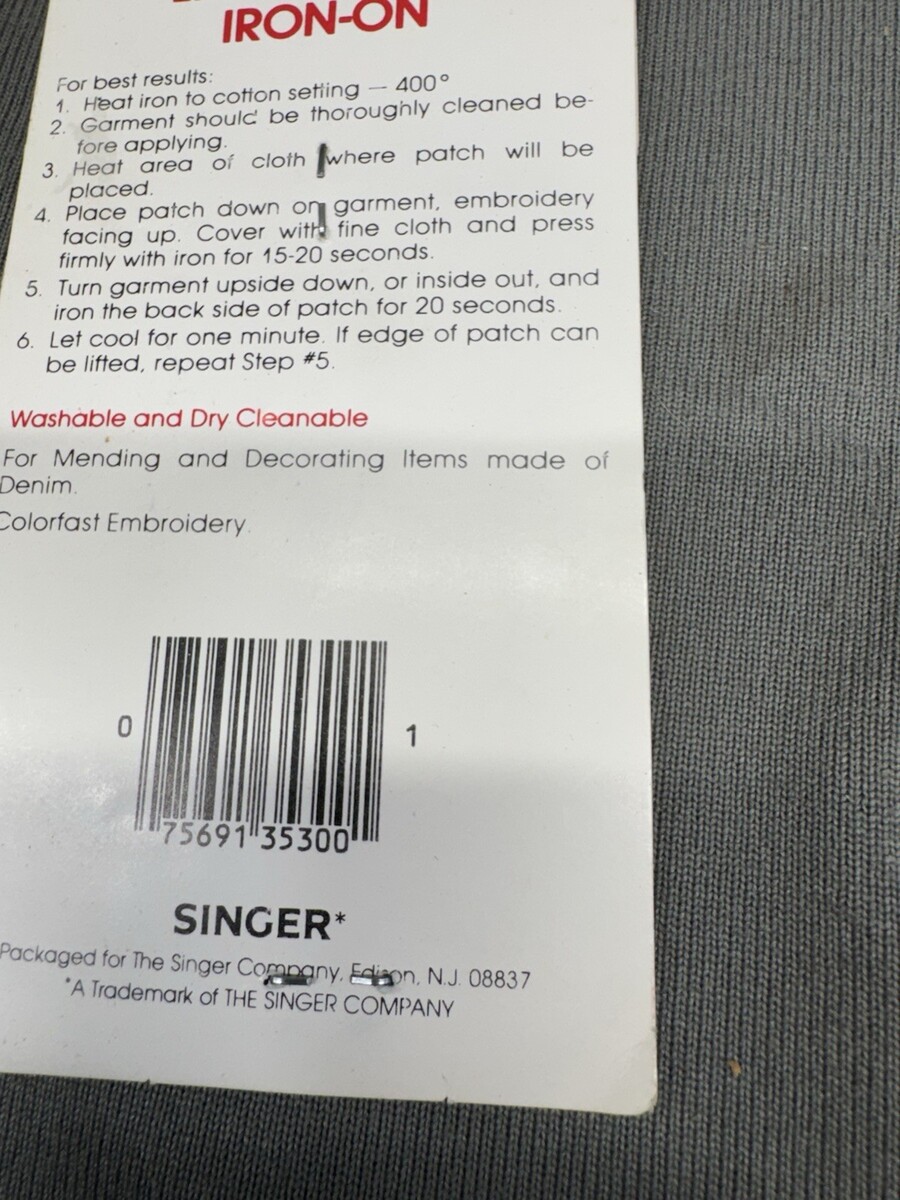 IRON-ON
For best results:
1. Heat iron to cotton setting — 400°
2. Garment should be thoroughly cleaned be-
fore applying.
3. Heat area of cloth where patch will be
placed.
4. Place patch down on garment, embroidery
facing up. Cover with fine cloth and press
firmly with iron for 15-20 seconds.
5. Turn garment upside down, or inside out, and
iron the back side of patch for 20 seconds.
6. Let cool for one minute. If edge of patch can
be lifted, repeat Step #5.
Washable and Dry Cleanable
For Mending and Decorating Items made of
Denim.
Colorfast Embroidery.
0 75691 35300 1
SINGER*
Packaged for The Singer Company, Edison, N.J. 08837
*A Trademark of THE SINGER COMPANY